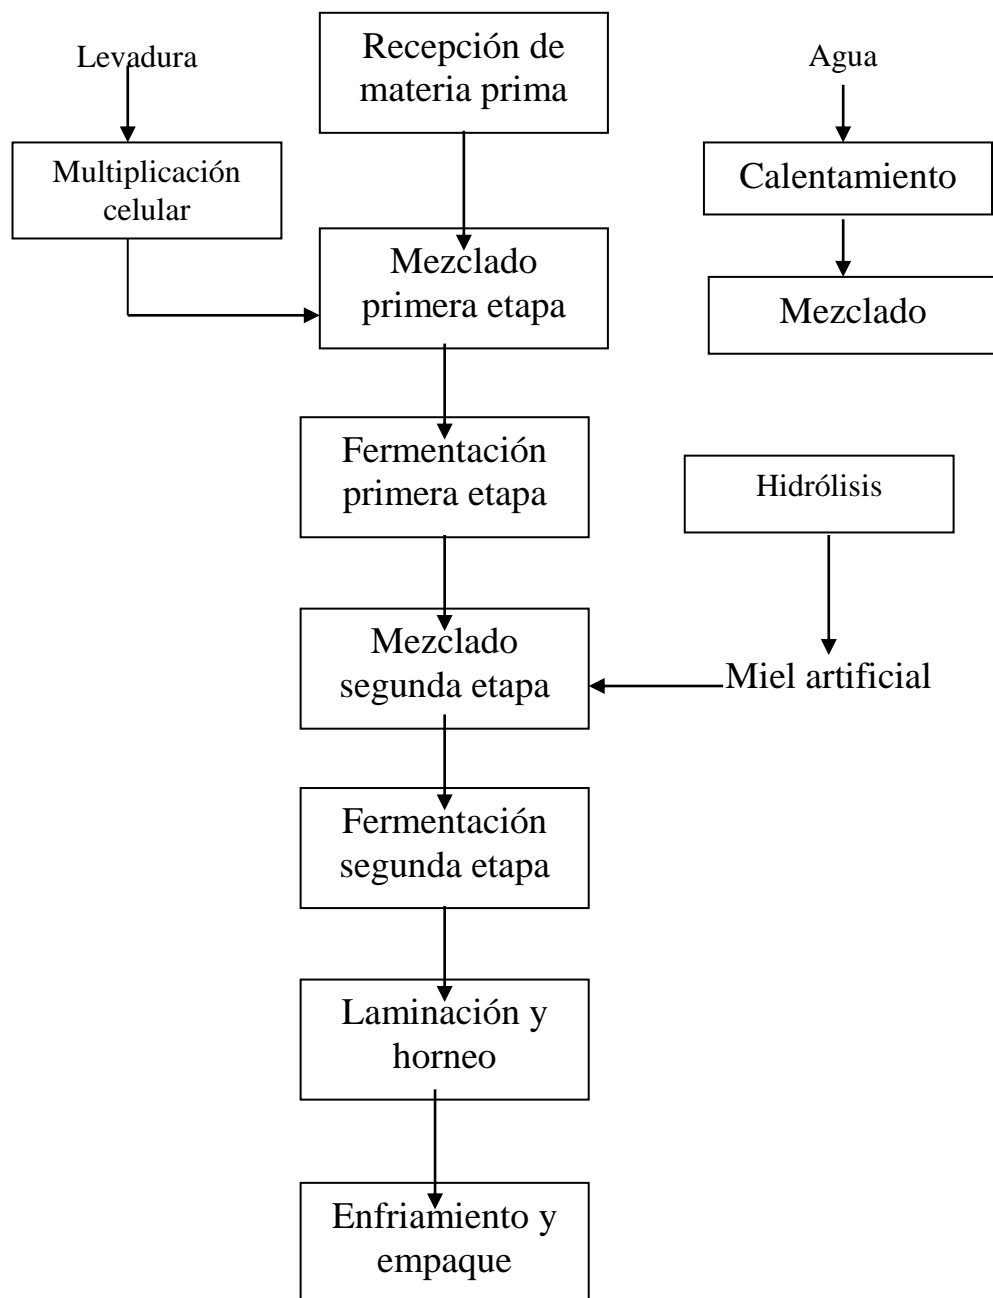 Levadura
Recepción de
materia prima
Agua
Multiplicación
celular
Calentamiento
Mezclado
primera etapa
Mezclado
Fermentación
primera etapa
Hidrólisis
Mezclado
segunda etapa
Miel artificial
Fermentación
segunda etapa
Laminación y
horneo
Enfriamiento y
empaque